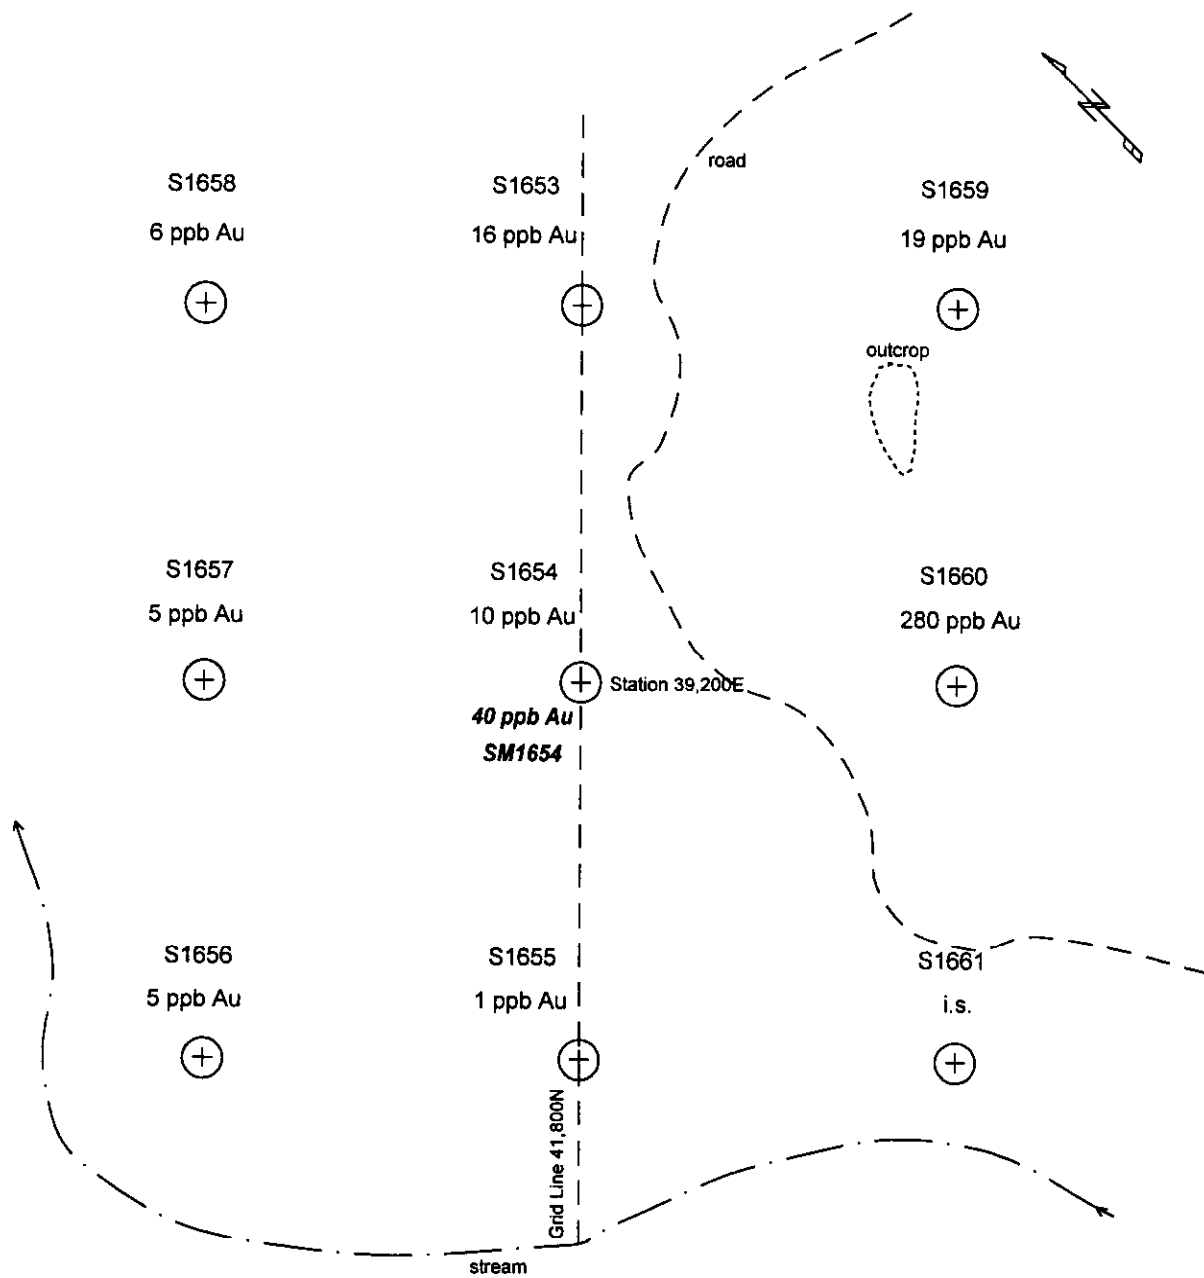 road
S1658
6 ppb Au
S1653
16 ppb Au
S1659
19 ppb Au
outcrop
S1657
5 ppb Au
S1654
10 ppb Au
Station 39,200E
40 ppb Au
SM1654
S1660
280 ppb Au
S1656
5 ppb Au
S1655
1 ppb Au
S1661
i.s.
Grid Line 41,800N
stream